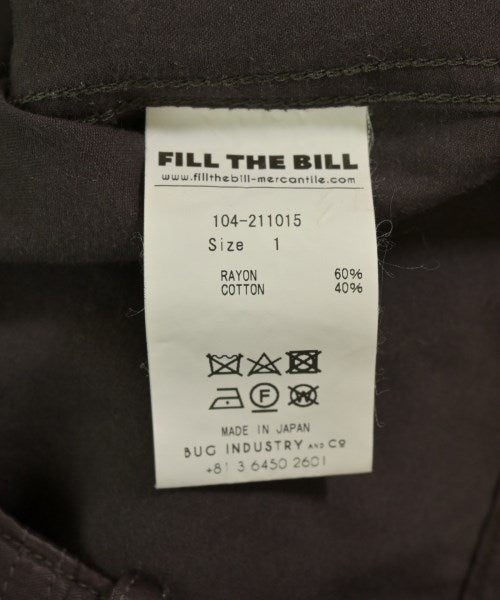 FILL THE BILL
www.fillthebill-mercantile.com
104-211015
Size 1
RAYON 60%
COTTON 40%
F W
MADE IN JAPAN
BUG INDUSTRY AND CO
+81 3 6450 2601